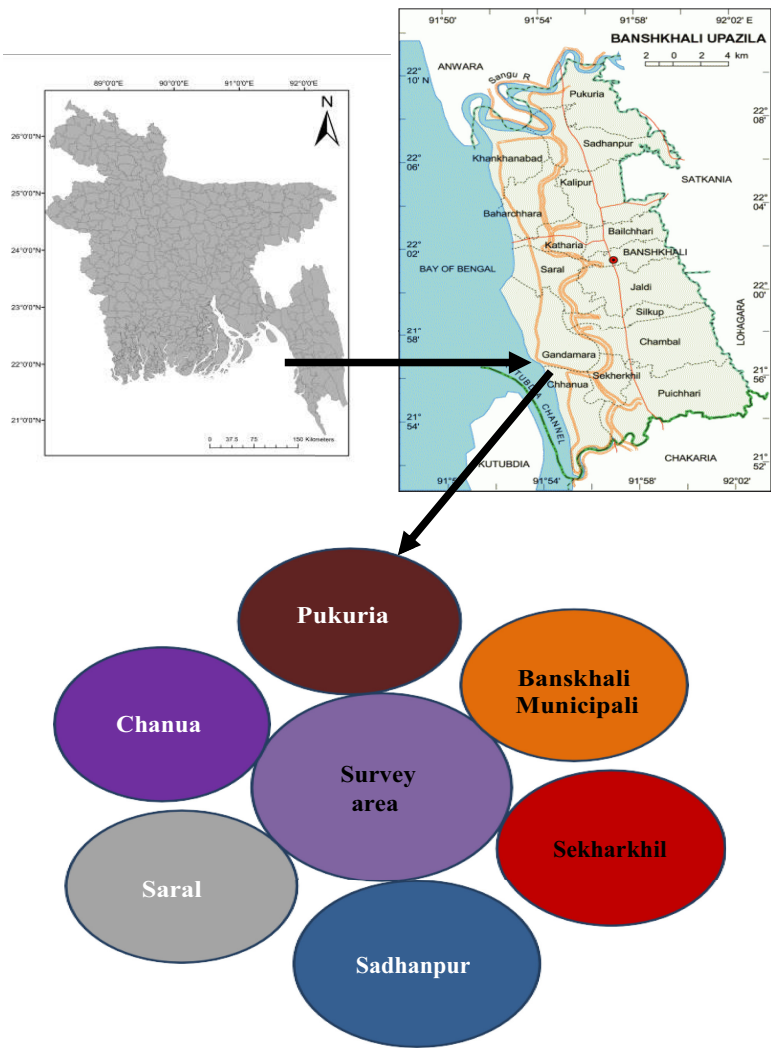 89°0'0"E 90°0'0"E 91°0'0"E 92°0'0"E
N
26°0'0"N
25°0'0"N
24°0'0"N
23°0'0"N
22°0'0"N
21°0'0"N
0 37.5 75 150 Kilometers
91°50' 91°54' 91°58' 92°02' E
BANSHKHALI UPAZILA
2 0 2 4 km
ANWARA
22°
10' N
Sangu R
Pukuria
22°
08'
Sadhanpur
22°
06'
Khankhanabad
SATKANIA
Kalipur
22°
04'
Baharchhara
Bailchhari
22°
02'
Katharia
BANSHKHALI
BAY OF BENGAL
Saral
Jaldi
22°
00'
Silkup
21°
58'
Chambal
LOHAGARA
Gandamara
21°
56'
Sekherkhil
Chhanua
Puichhari
KUTUBDIA CHANNEL
21°
54'
KUTUBDIA
CHAKARIA
21°
52'
91°54' 91°58' 92°02'
Pukuria
Banskhali
Municipali
Chanua
Survey
area
Sekharkhil
Saral
Sadhanpur